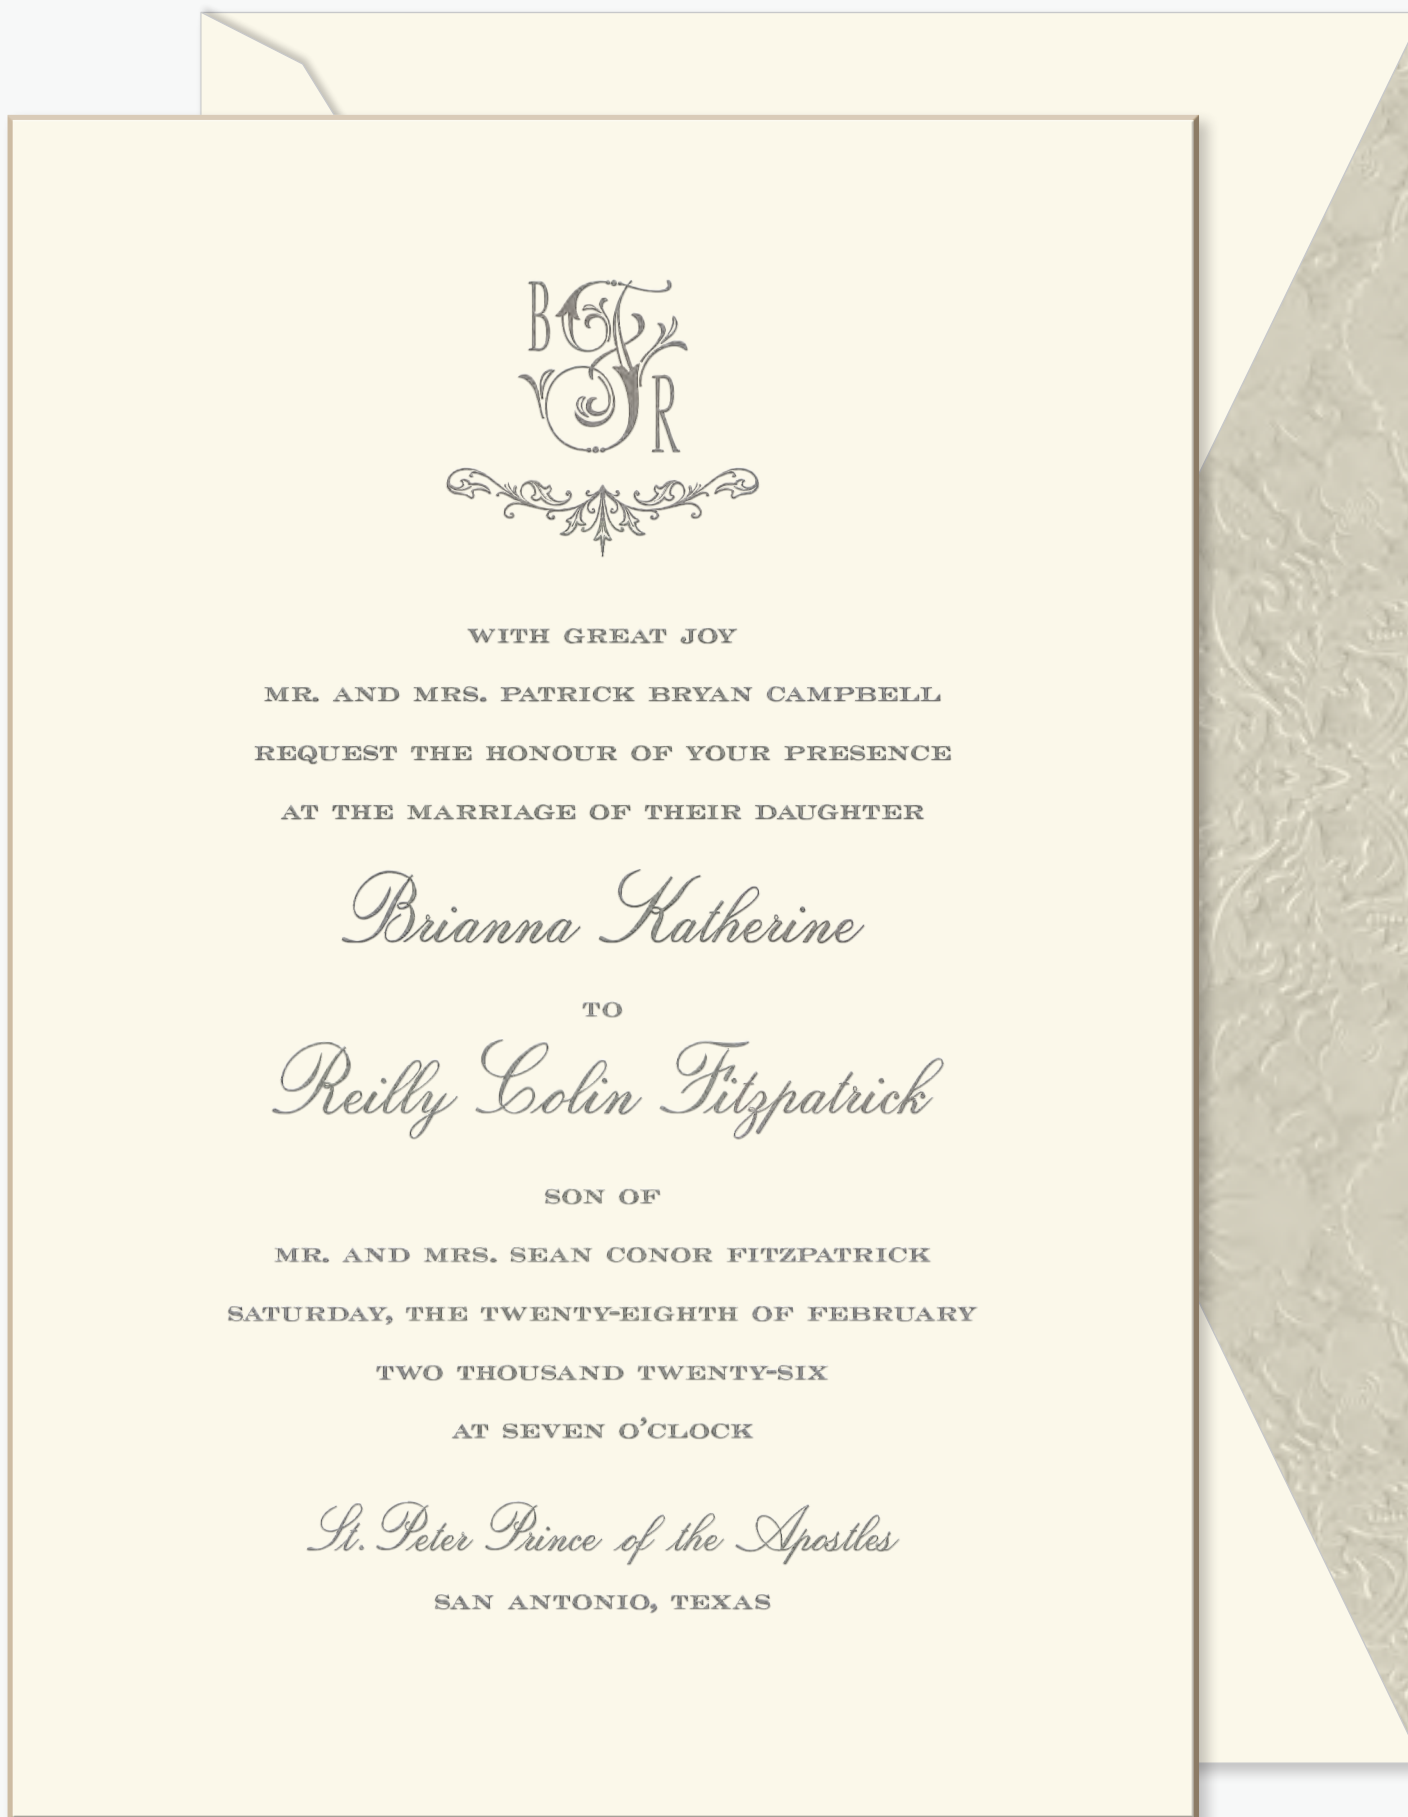 B F R
WITH GREAT JOY
MR. AND MRS. PATRICK BRYAN CAMPBELL
REQUEST THE HONOUR OF YOUR PRESENCE
AT THE MARRIAGE OF THEIR DAUGHTER
Brianna Katherine
TO
Reilly Colin Fitzpatrick
SON OF
MR. AND MRS. SEAN CONOR FITZPATRICK
SATURDAY, THE TWENTY-EIGHTH OF FEBRUARY
TWO THOUSAND TWENTY-SIX
AT SEVEN O’CLOCK
St. Peter Prince of the Apostles
SAN ANTONIO, TEXAS